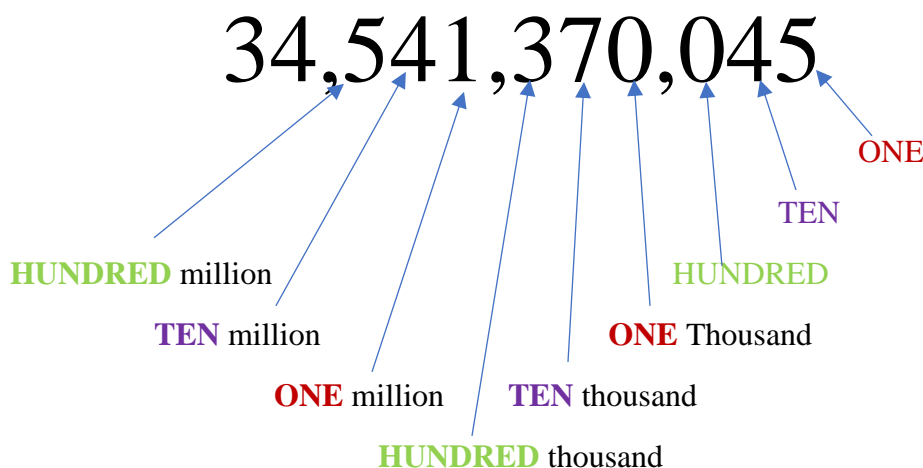 34,541,370,045
ONE
TEN
HUNDRED million
HUNDRED
TEN million
ONE Thousand
ONE million
TEN thousand
HUNDRED thousand